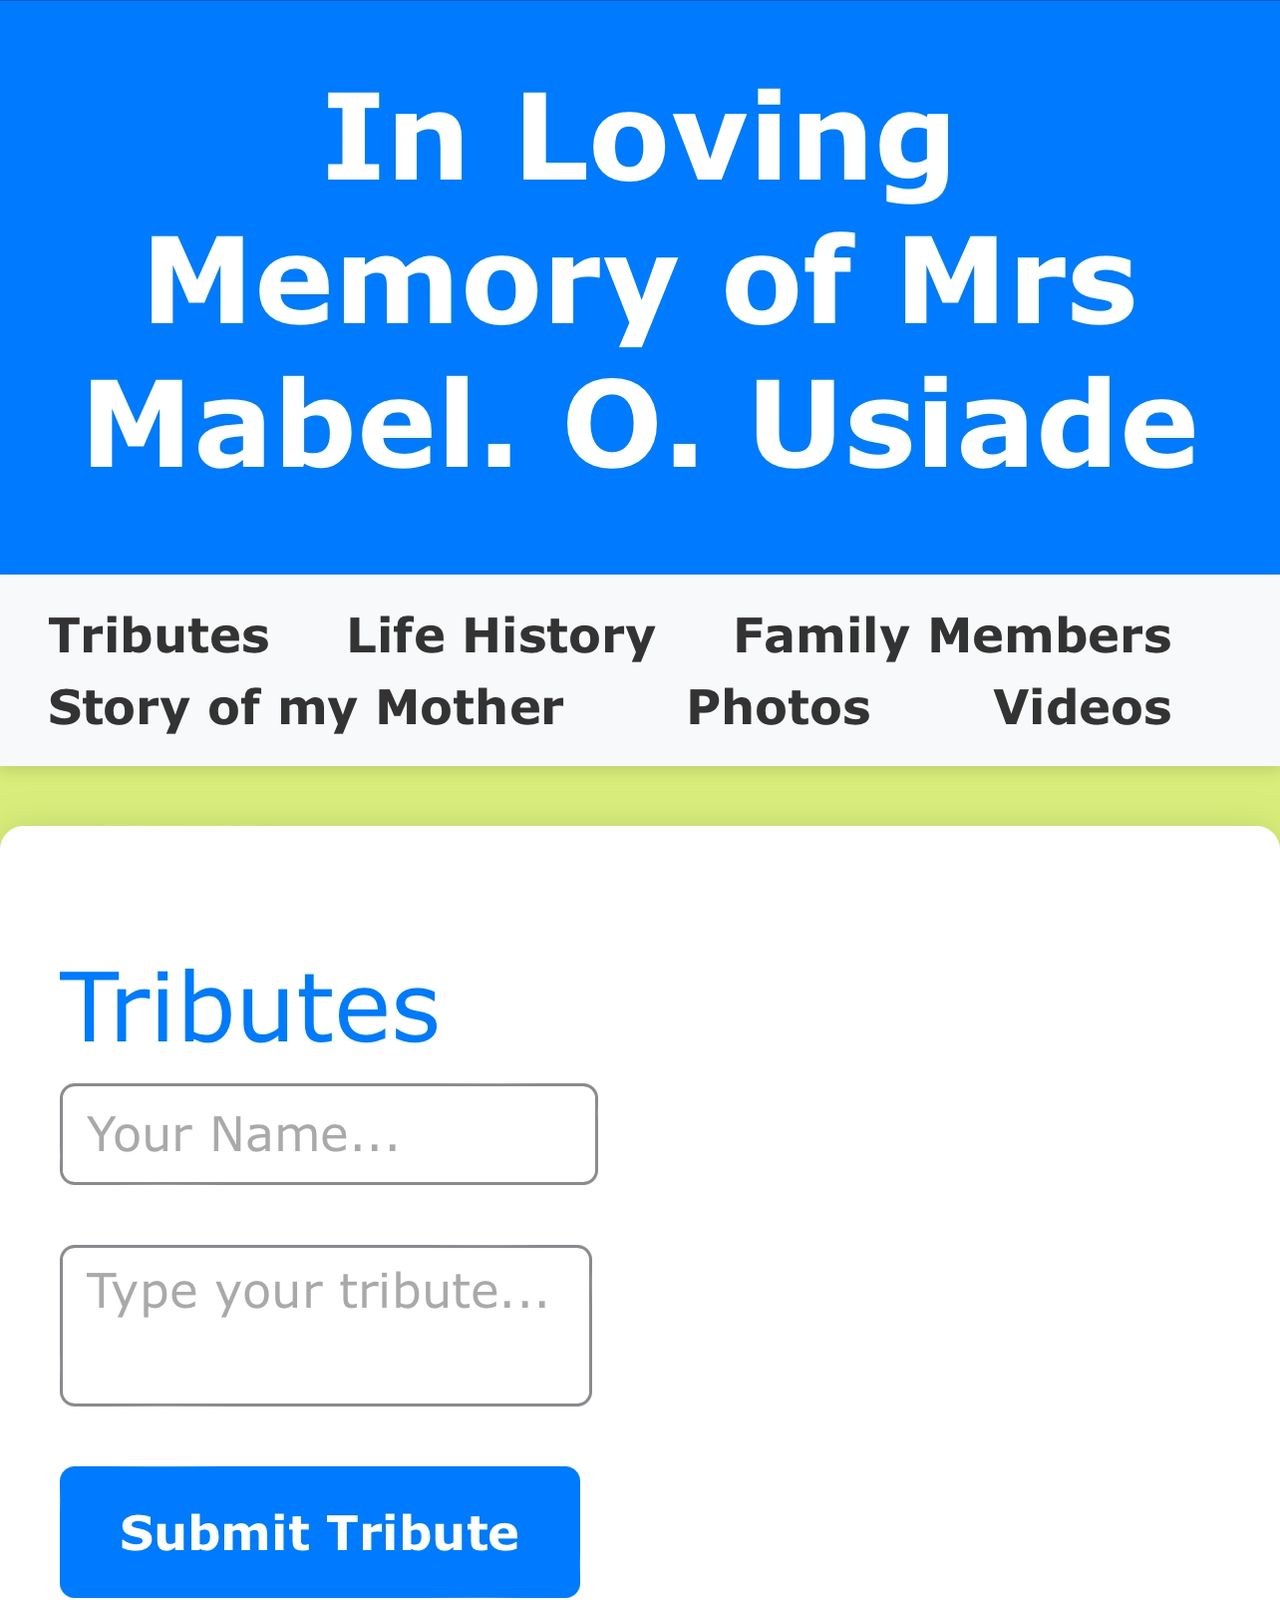 In Loving
Memory of Mrs
Mabel. O. Usiade
Tributes Life History Family Members
Story of my Mother Photos Videos
Tributes
Your Name...
Type your tribute...
Submit Tribute